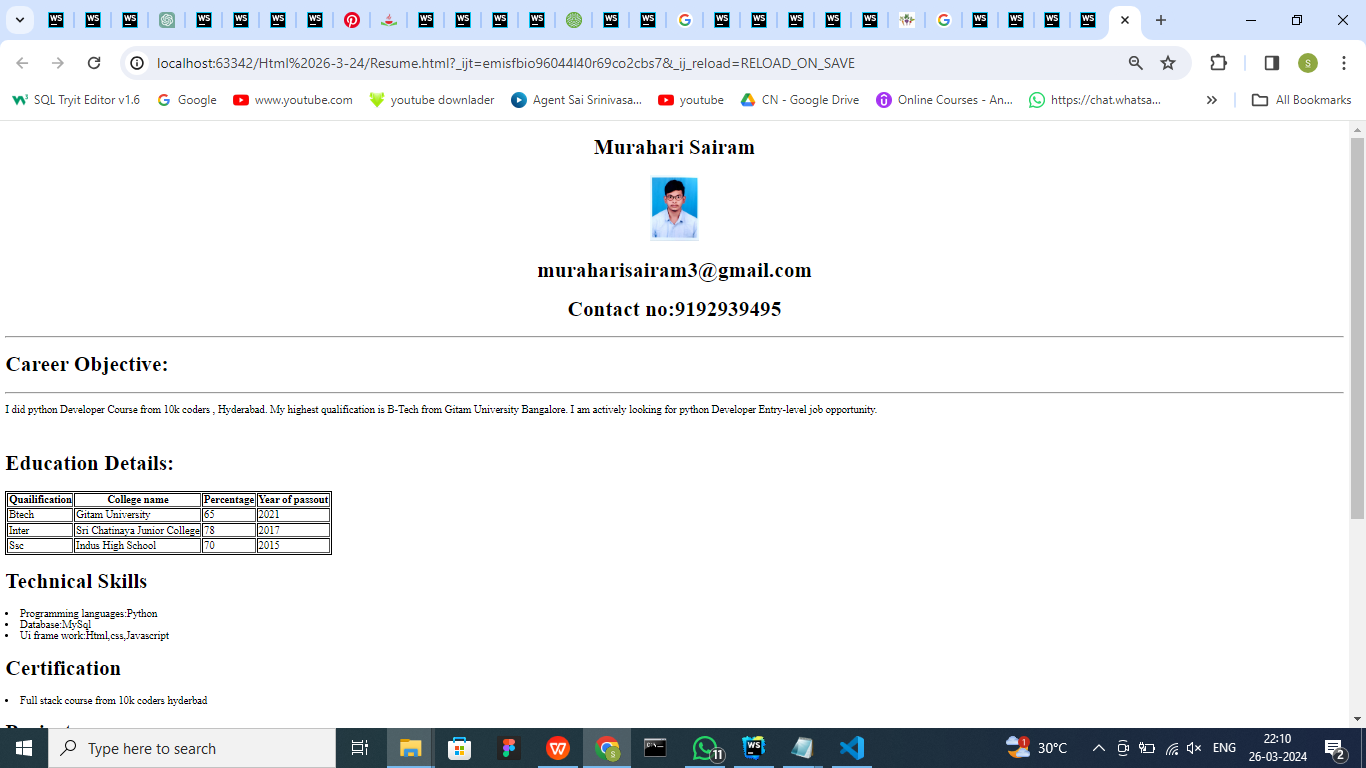 localhost:63342/Html%2026-3-24/Resume.html?_ijt=emisfbio96044l40r69co2cbs7&_ij_reload=RELOAD_ON_SAVE
S
SQL Tryit Editor v1.6 Google www.youtube.com youtube downlader Agent Sai Srinivasa... youtube CN - Google Drive Online Courses - An... https://chat.whatsa... » All Bookmarks
Murahari Sairam
muraharisairam3@gmail.com
Contact no:9192939495
Career Objective:
I did python Developer Course from 10k coders , Hyderabad. My highest qualification is B-Tech from Gitam University Bangalore. I am actively looking for python Developer Entry-level job opportunity.
Education Details:
Quailification College name Percentage Year of passout
Btech Gitam University 65 2021
Inter Sri Chatinaya Junior College 78 2017
Ssc Indus High School 70 2015
Technical Skills
• Programming languages:Python
• Database:MySql
• Ui frame work:Html,css,Javascript
Certification
• Full stack course from 10k coders hyderbad
Type here to search
11
1
30°C
ENG
22:10
26-03-2024
2